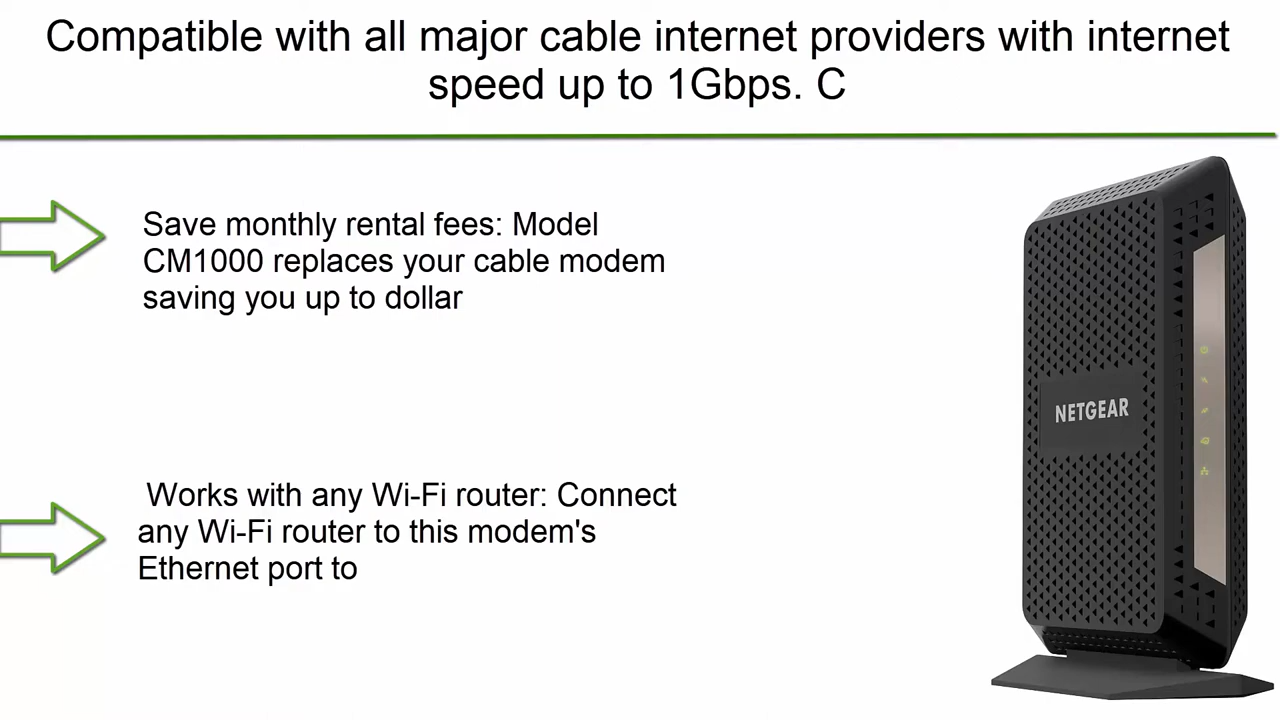 Compatible with all major cable internet providers with internet
speed up to 1Gbps. C
Save monthly rental fees: Model
CM1000 replaces your cable modem
saving you up to dollar
NETGEAR
Works with any Wi-Fi router: Connect
any Wi-Fi router to this modem's
Ethernet port to